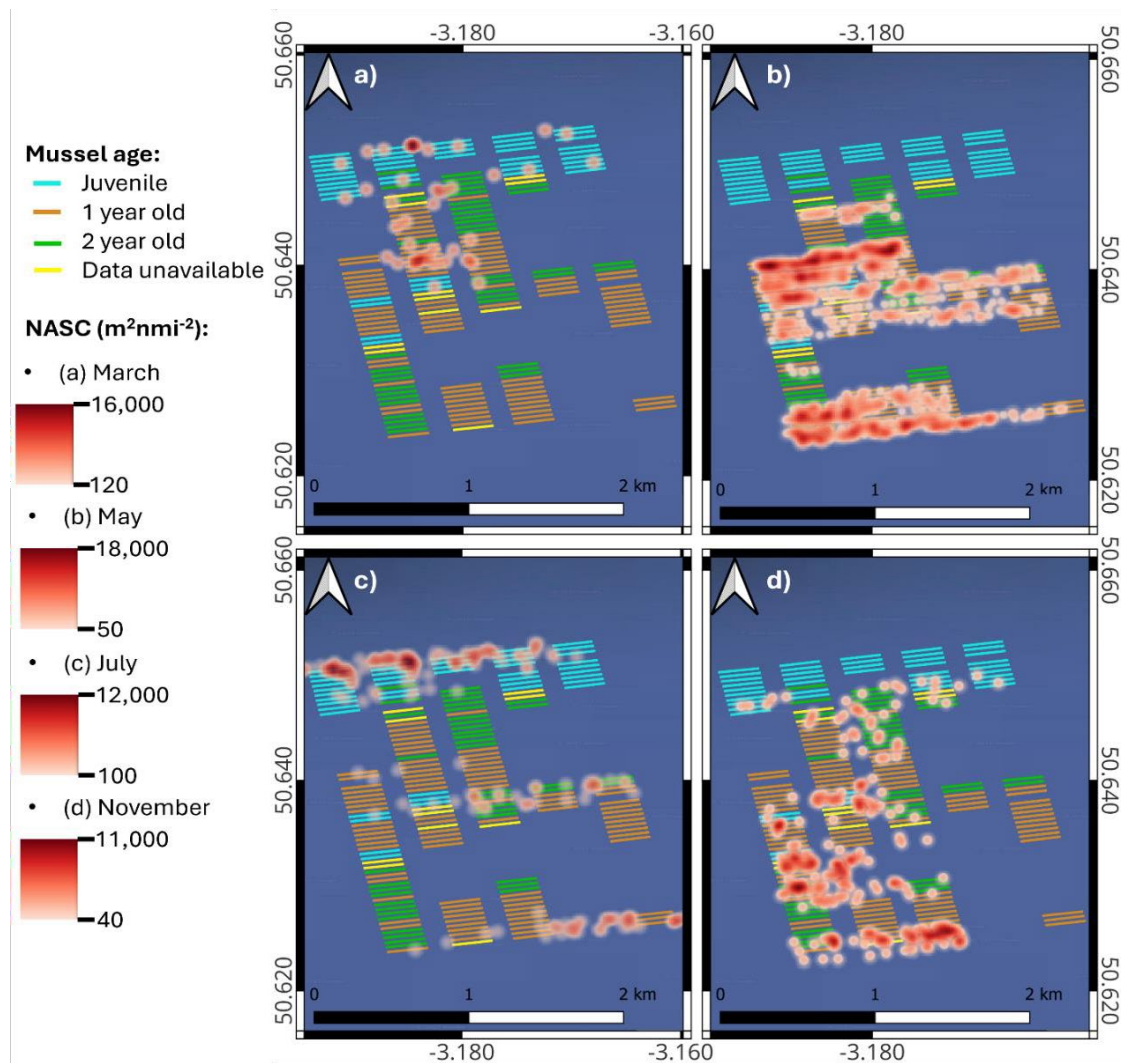 -3.180
-3.160
-3.180
50.660
a)
b)
50.660
Mussel age:
Juvenile
1 year old
2 year old
Data unavailable
50.640
50.640
NASC (m²nmi⁻²):
• (a) March
16,000
120
50.620
0 1 2 km
0 1 2 km
50.620
• (b) May
18,000
50
50.660
c)
d)
50.660
• (c) July
12,000
100
50.640
50.640
• (d) November
11,000
40
50.620
0 1 2 km
0 1 2 km
50.620
-3.180
-3.160
-3.180